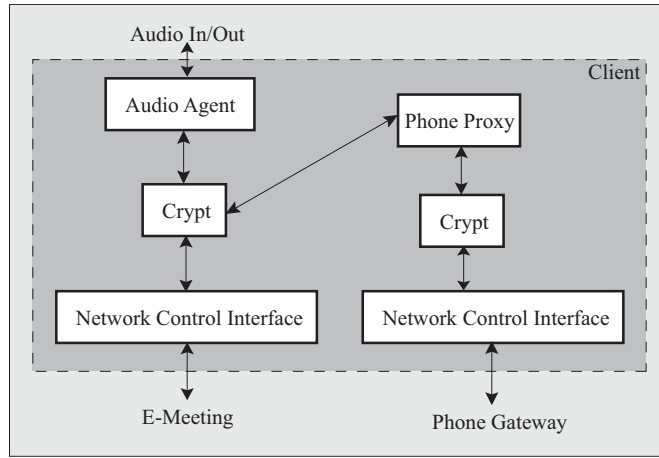 Audio In/Out
Client
Audio Agent
Phone Proxy
Crypt
Crypt
Network Control Interface
Network Control Interface
E-Meeting
Phone Gateway